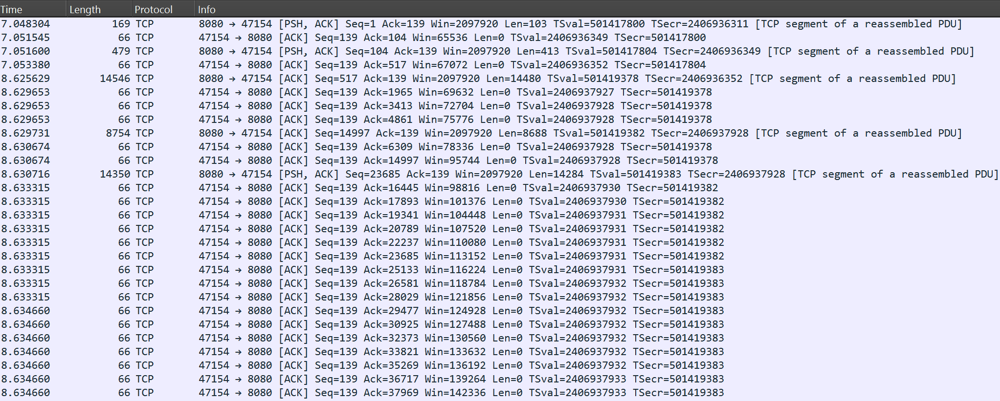 Time Length Protocol Info
7.048304 169 TCP 8080 → 47154 [PSH, ACK] Seq=1 Ack=139 Win=2097920 Len=103 TSval=501417800 TSecr=2406936311 [TCP segment of a reassembled PDU]
7.051545 66 TCP 47154 → 8080 [ACK] Seq=139 Ack=104 Win=65536 Len=0 TSval=2406936349 TSecr=501417800
7.051600 479 TCP 8080 → 47154 [PSH, ACK] Seq=104 Ack=139 Win=2097920 Len=413 TSval=501417804 TSecr=2406936349 [TCP segment of a reassembled PDU]
7.053380 66 TCP 47154 → 8080 [ACK] Seq=139 Ack=517 Win=67072 Len=0 TSval=2406936352 TSecr=501417804
8.625629 14546 TCP 8080 → 47154 [ACK] Seq=517 Ack=139 Win=2097920 Len=14480 TSval=501419378 TSecr=2406936352 [TCP segment of a reassembled PDU]
8.629653 66 TCP 47154 → 8080 [ACK] Seq=139 Ack=1965 Win=69632 Len=0 TSval=2406937927 TSecr=501419378
8.629653 66 TCP 47154 → 8080 [ACK] Seq=139 Ack=3413 Win=72704 Len=0 TSval=2406937928 TSecr=501419378
8.629653 66 TCP 47154 → 8080 [ACK] Seq=139 Ack=4861 Win=75776 Len=0 TSval=2406937928 TSecr=501419378
8.629731 8754 TCP 8080 → 47154 [ACK] Seq=14997 Ack=139 Win=2097920 Len=8688 TSval=501419382 TSecr=2406937928 [TCP segment of a reassembled PDU]
8.630674 66 TCP 47154 → 8080 [ACK] Seq=139 Ack=6309 Win=78336 Len=0 TSval=2406937928 TSecr=501419378
8.630674 66 TCP 47154 → 8080 [ACK] Seq=139 Ack=14997 Win=95744 Len=0 TSval=2406937928 TSecr=501419378
8.630716 14350 TCP 8080 → 47154 [PSH, ACK] Seq=23685 Ack=139 Win=2097920 Len=14284 TSval=501419383 TSecr=2406937928 [TCP segment of a reassembled PDU]
8.633315 66 TCP 47154 → 8080 [ACK] Seq=139 Ack=16445 Win=98816 Len=0 TSval=2406937930 TSecr=501419382
8.633315 66 TCP 47154 → 8080 [ACK] Seq=139 Ack=17893 Win=101376 Len=0 TSval=2406937930 TSecr=501419382
8.633315 66 TCP 47154 → 8080 [ACK] Seq=139 Ack=19341 Win=104448 Len=0 TSval=2406937931 TSecr=501419382
8.633315 66 TCP 47154 → 8080 [ACK] Seq=139 Ack=20789 Win=107520 Len=0 TSval=2406937931 TSecr=501419382
8.633315 66 TCP 47154 → 8080 [ACK] Seq=139 Ack=22237 Win=110080 Len=0 TSval=2406937931 TSecr=501419382
8.633315 66 TCP 47154 → 8080 [ACK] Seq=139 Ack=23685 Win=113152 Len=0 TSval=2406937931 TSecr=501419382
8.633315 66 TCP 47154 → 8080 [ACK] Seq=139 Ack=25133 Win=116224 Len=0 TSval=2406937931 TSecr=501419383
8.633315 66 TCP 47154 → 8080 [ACK] Seq=139 Ack=26581 Win=118784 Len=0 TSval=2406937932 TSecr=501419383
8.633315 66 TCP 47154 → 8080 [ACK] Seq=139 Ack=28029 Win=121856 Len=0 TSval=2406937932 TSecr=501419383
8.634660 66 TCP 47154 → 8080 [ACK] Seq=139 Ack=29477 Win=124928 Len=0 TSval=2406937932 TSecr=501419383
8.634660 66 TCP 47154 → 8080 [ACK] Seq=139 Ack=30925 Win=127488 Len=0 TSval=2406937932 TSecr=501419383
8.634660 66 TCP 47154 → 8080 [ACK] Seq=139 Ack=32373 Win=130560 Len=0 TSval=2406937932 TSecr=501419383
8.634660 66 TCP 47154 → 8080 [ACK] Seq=139 Ack=33821 Win=133632 Len=0 TSval=2406937932 TSecr=501419383
8.634660 66 TCP 47154 → 8080 [ACK] Seq=139 Ack=35269 Win=136192 Len=0 TSval=2406937932 TSecr=501419383
8.634660 66 TCP 47154 → 8080 [ACK] Seq=139 Ack=36717 Win=139264 Len=0 TSval=2406937933 TSecr=501419383
8.634660 66 TCP 47154 → 8080 [ACK] Seq=139 Ack=37969 Win=142336 Len=0 TSval=2406937933 TSecr=501419383